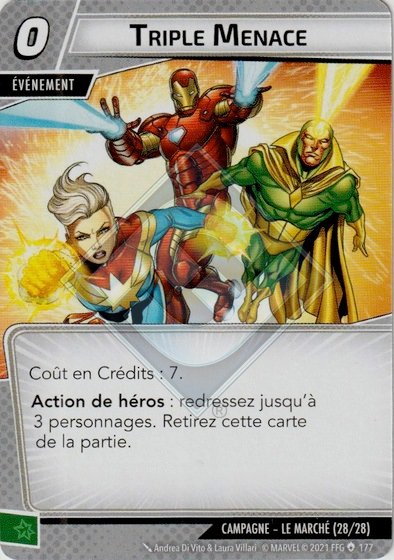 0
TRIPLE MENACE
ÉVÉNEMENT
Coût en Crédits : 7.
Action de héros : redressez jusqu'à
3 personnages. Retirez cette carte
de la partie.
®
CAMPAGNE – LE MARCHÉ (28/28)
Andrea Di Vito & Laura Villari © MARVEL © 2021 FFG 177